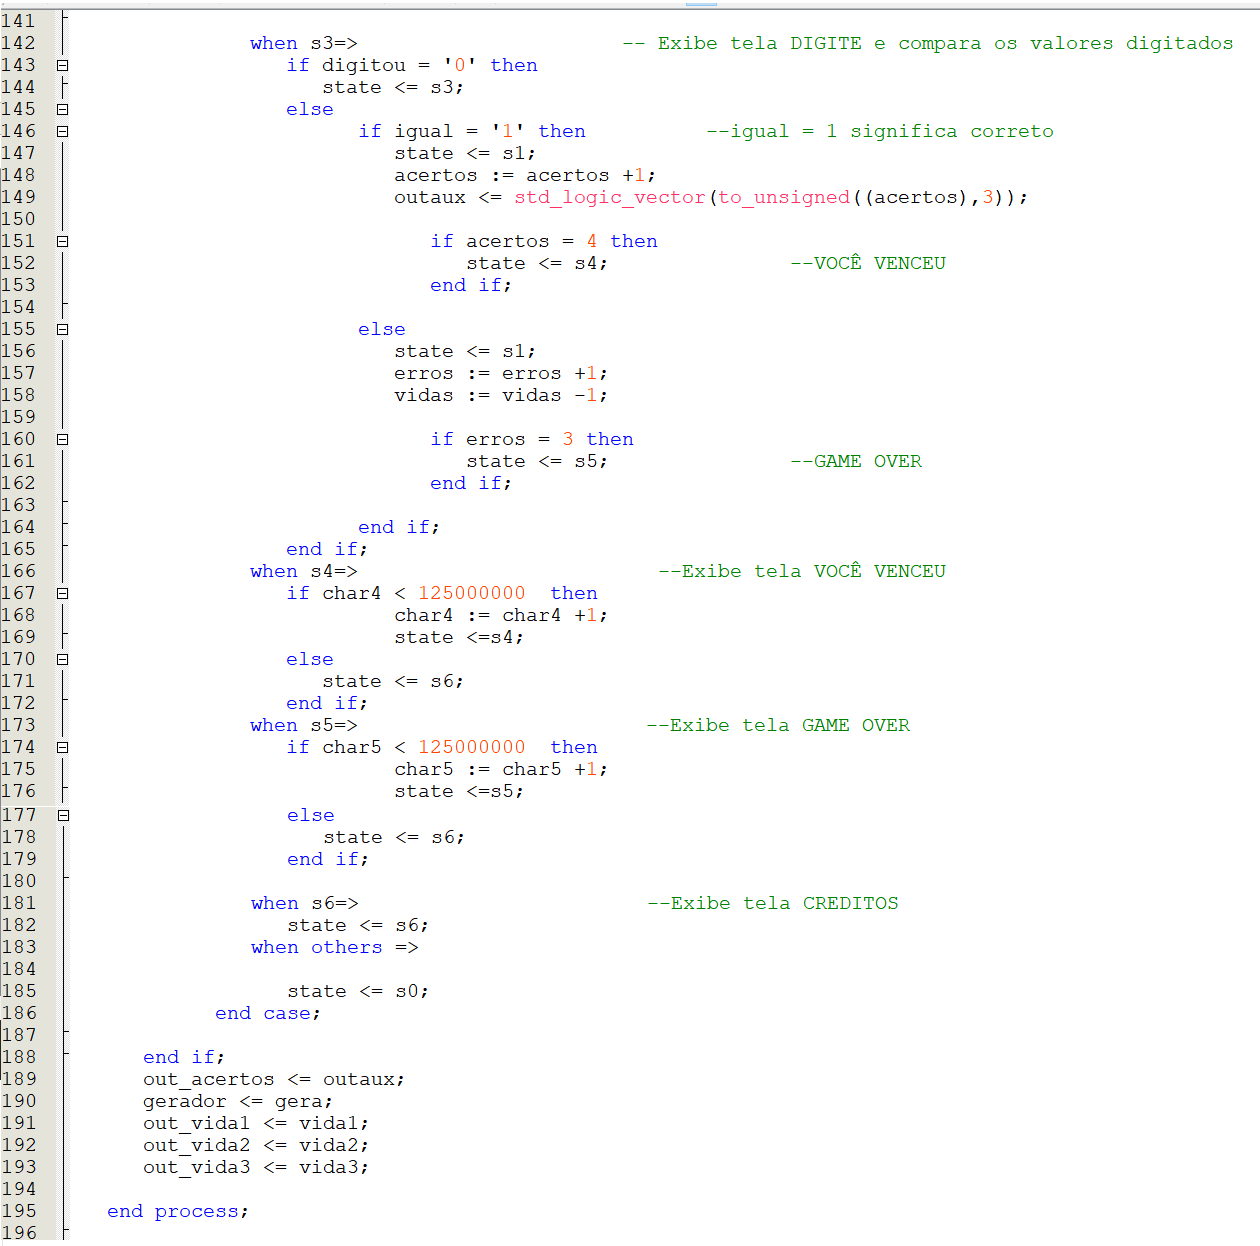 141
142 when s3=> -- Exibe tela DIGITE e compara os valores digitados
143 if digitou = '0' then
144 state <= s3;
145 else
146 if igual = '1' then --igual = 1 significa correto
147 state <= s1;
148 acertos := acertos +1;
149 outaux <= std_logic_vector(to_unsigned((acertos),3));
150
151 if acertos = 4 then
152 state <= s4; --VOCÊ VENCEU
153 end if;
154
155 else
156 state <= s1;
157 erros := erros +1;
158 vidas := vidas -1;
159
160 if erros = 3 then
161 state <= s5; --GAME OVER
162 end if;
163
164 end if;
165 end if;
166 when s4=> --Exibe tela VOCÊ VENCEU
167 if char4 < 125000000 then
168 char4 := char4 +1;
169 state <=s4;
170 else
171 state <= s6;
172 end if;
173 when s5=> --Exibe tela GAME OVER
174 if char5 < 125000000 then
175 char5 := char5 +1;
176 state <=s5;
177 else
178 state <= s6;
179 end if;
180
181 when s6=> --Exibe tela CREDITOS
182 state <= s6;
183 when others =>
184
185 state <= s0;
186 end case;
187
188 end if;
189 out_acertos <= outaux;
190 gerador <= gera;
191 out_vida1 <= vida1;
192 out_vida2 <= vida2;
193 out_vida3 <= vida3;
194
195 end process;
196